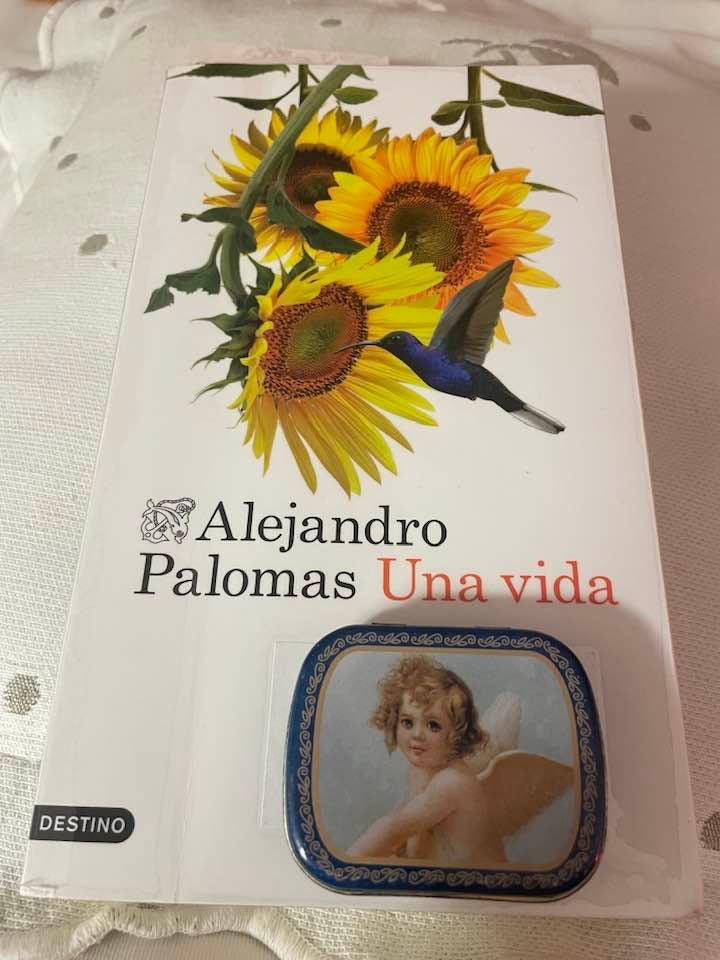 Alejandro
Palomas Una vida
DESTINO